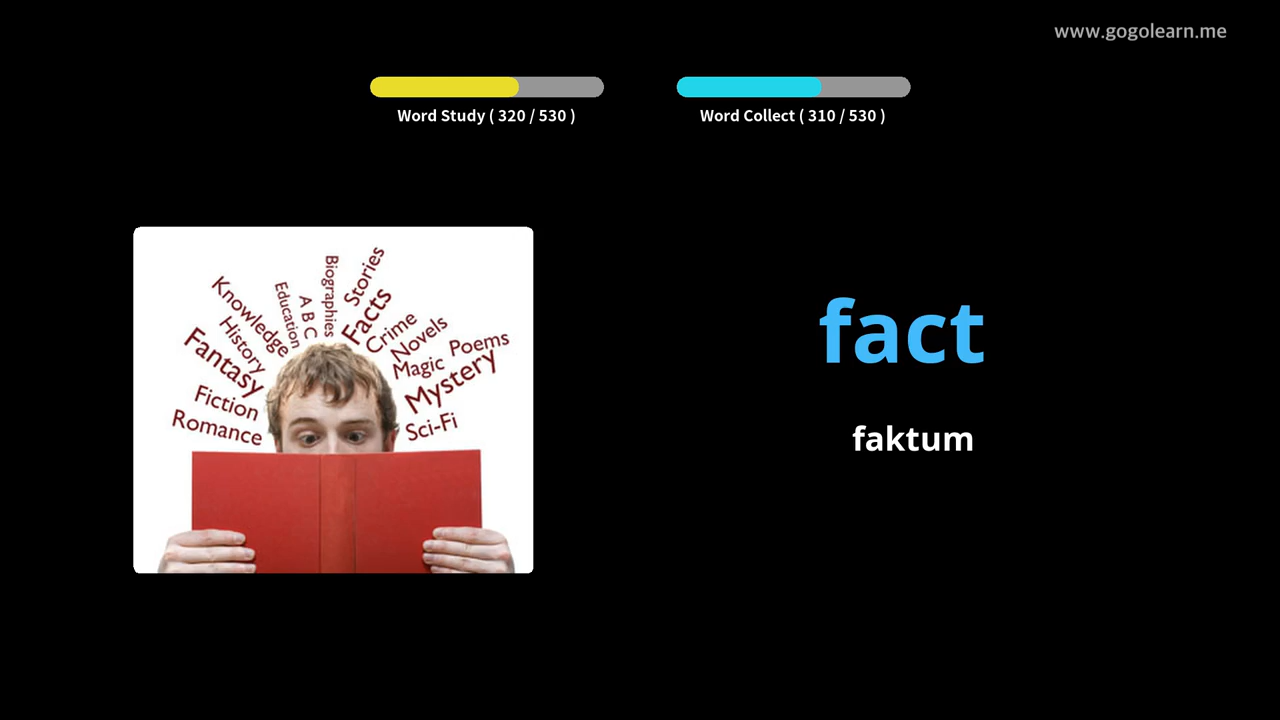 www.gogolearn.me
Word Study ( 320 / 530 )
Word Collect ( 310 / 530 )
Knowledge
Education
A B C
Biographies
Stories
Facts
Crime
Novels
Poems
History
Fantasy
Magic
Mystery
Fiction
Romance
Sci-Fi
fact
faktum